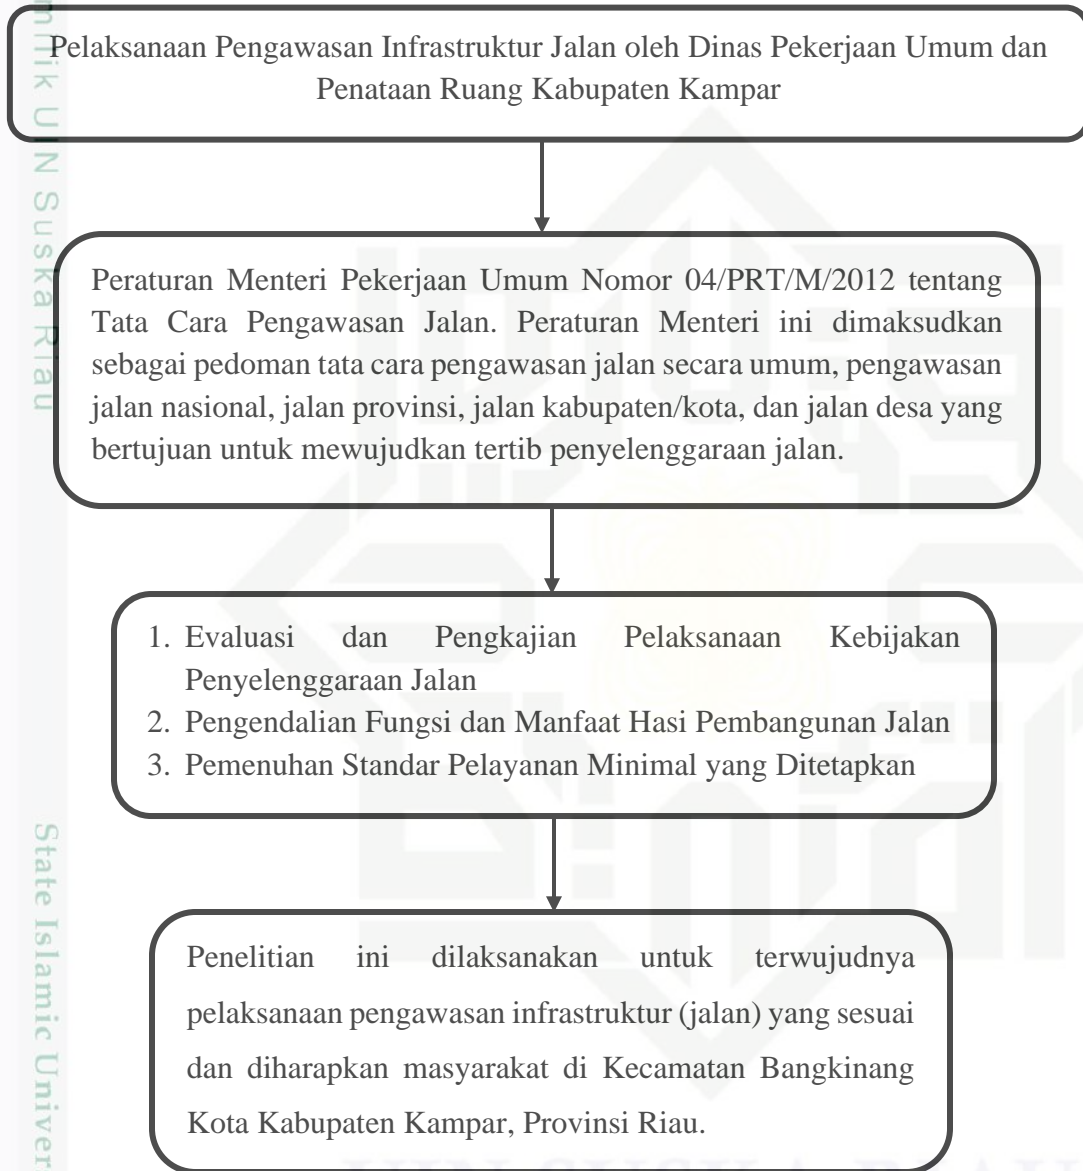 Pelaksanaan Pengawasan Infrastruktur Jalan oleh Dinas Pekerjaan Umum dan
Penataan Ruang Kabupaten Kampar
Peraturan Menteri Pekerjaan Umum Nomor 04/PRT/M/2012 tentang
Tata Cara Pengawasan Jalan. Peraturan Menteri ini dimaksudkan
sebagai pedoman tata cara pengawasan jalan secara umum, pengawasan
jalan nasional, jalan provinsi, jalan kabupaten/kota, dan jalan desa yang
bertujuan untuk mewujudkan tertib penyelenggaraan jalan.
1. Evaluasi dan Pengkajian Pelaksanaan Kebijakan
Penyelenggaraan Jalan
2. Pengendalian Fungsi dan Manfaat Hasi Pembangunan Jalan
3. Pemenuhan Standar Pelayanan Minimal yang Ditetapkan
Penelitian ini dilaksanakan untuk terwujudnya
pelaksanaan pengawasan infrastruktur (jalan) yang sesuai
dan diharapkan masyarakat di Kecamatan Bangkinang
Kota Kabupaten Kampar, Provinsi Riau.
milik UIN Suska Riau
State Islamic Univer